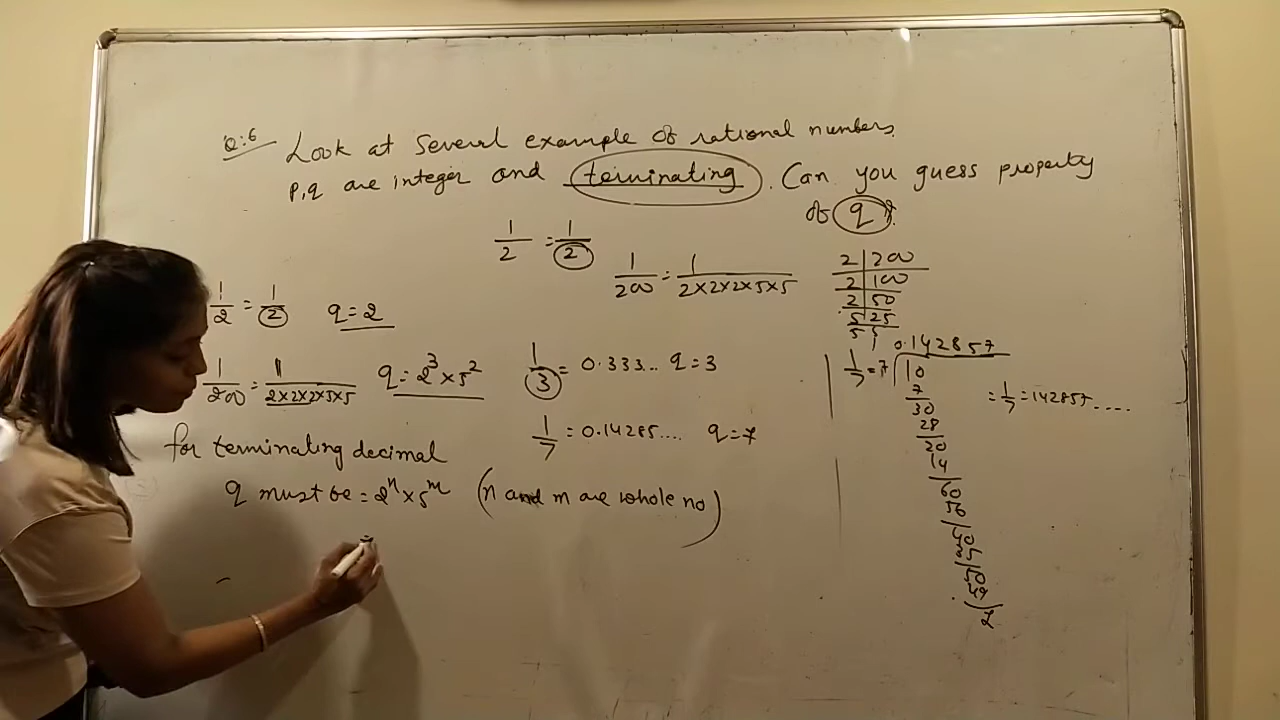 Q:6 Look at several example of rational numbers.
p,q are integer and terminating. Can you guess property
of q?
1/2 = 1/2
1/200 = 1/2×2×2×5×5
2 | 200
2 | 100
2 | 50
5 | 25
5 | 5
1
1/2 = 1/2 q=2
1/200 = 1/2×2×2×5×5 q=2³×5²
1/3 = 0.333... q=3
1/7 = 0.14285.... q=7
for terminating decimal
q must be = 2ⁿ×5ᵐ (n and m are whole no)
=
0.142857
1/7 = 7 10
7
30
28
20
14
60
56
40
35
50
49
1
= 1/7 = 142857....